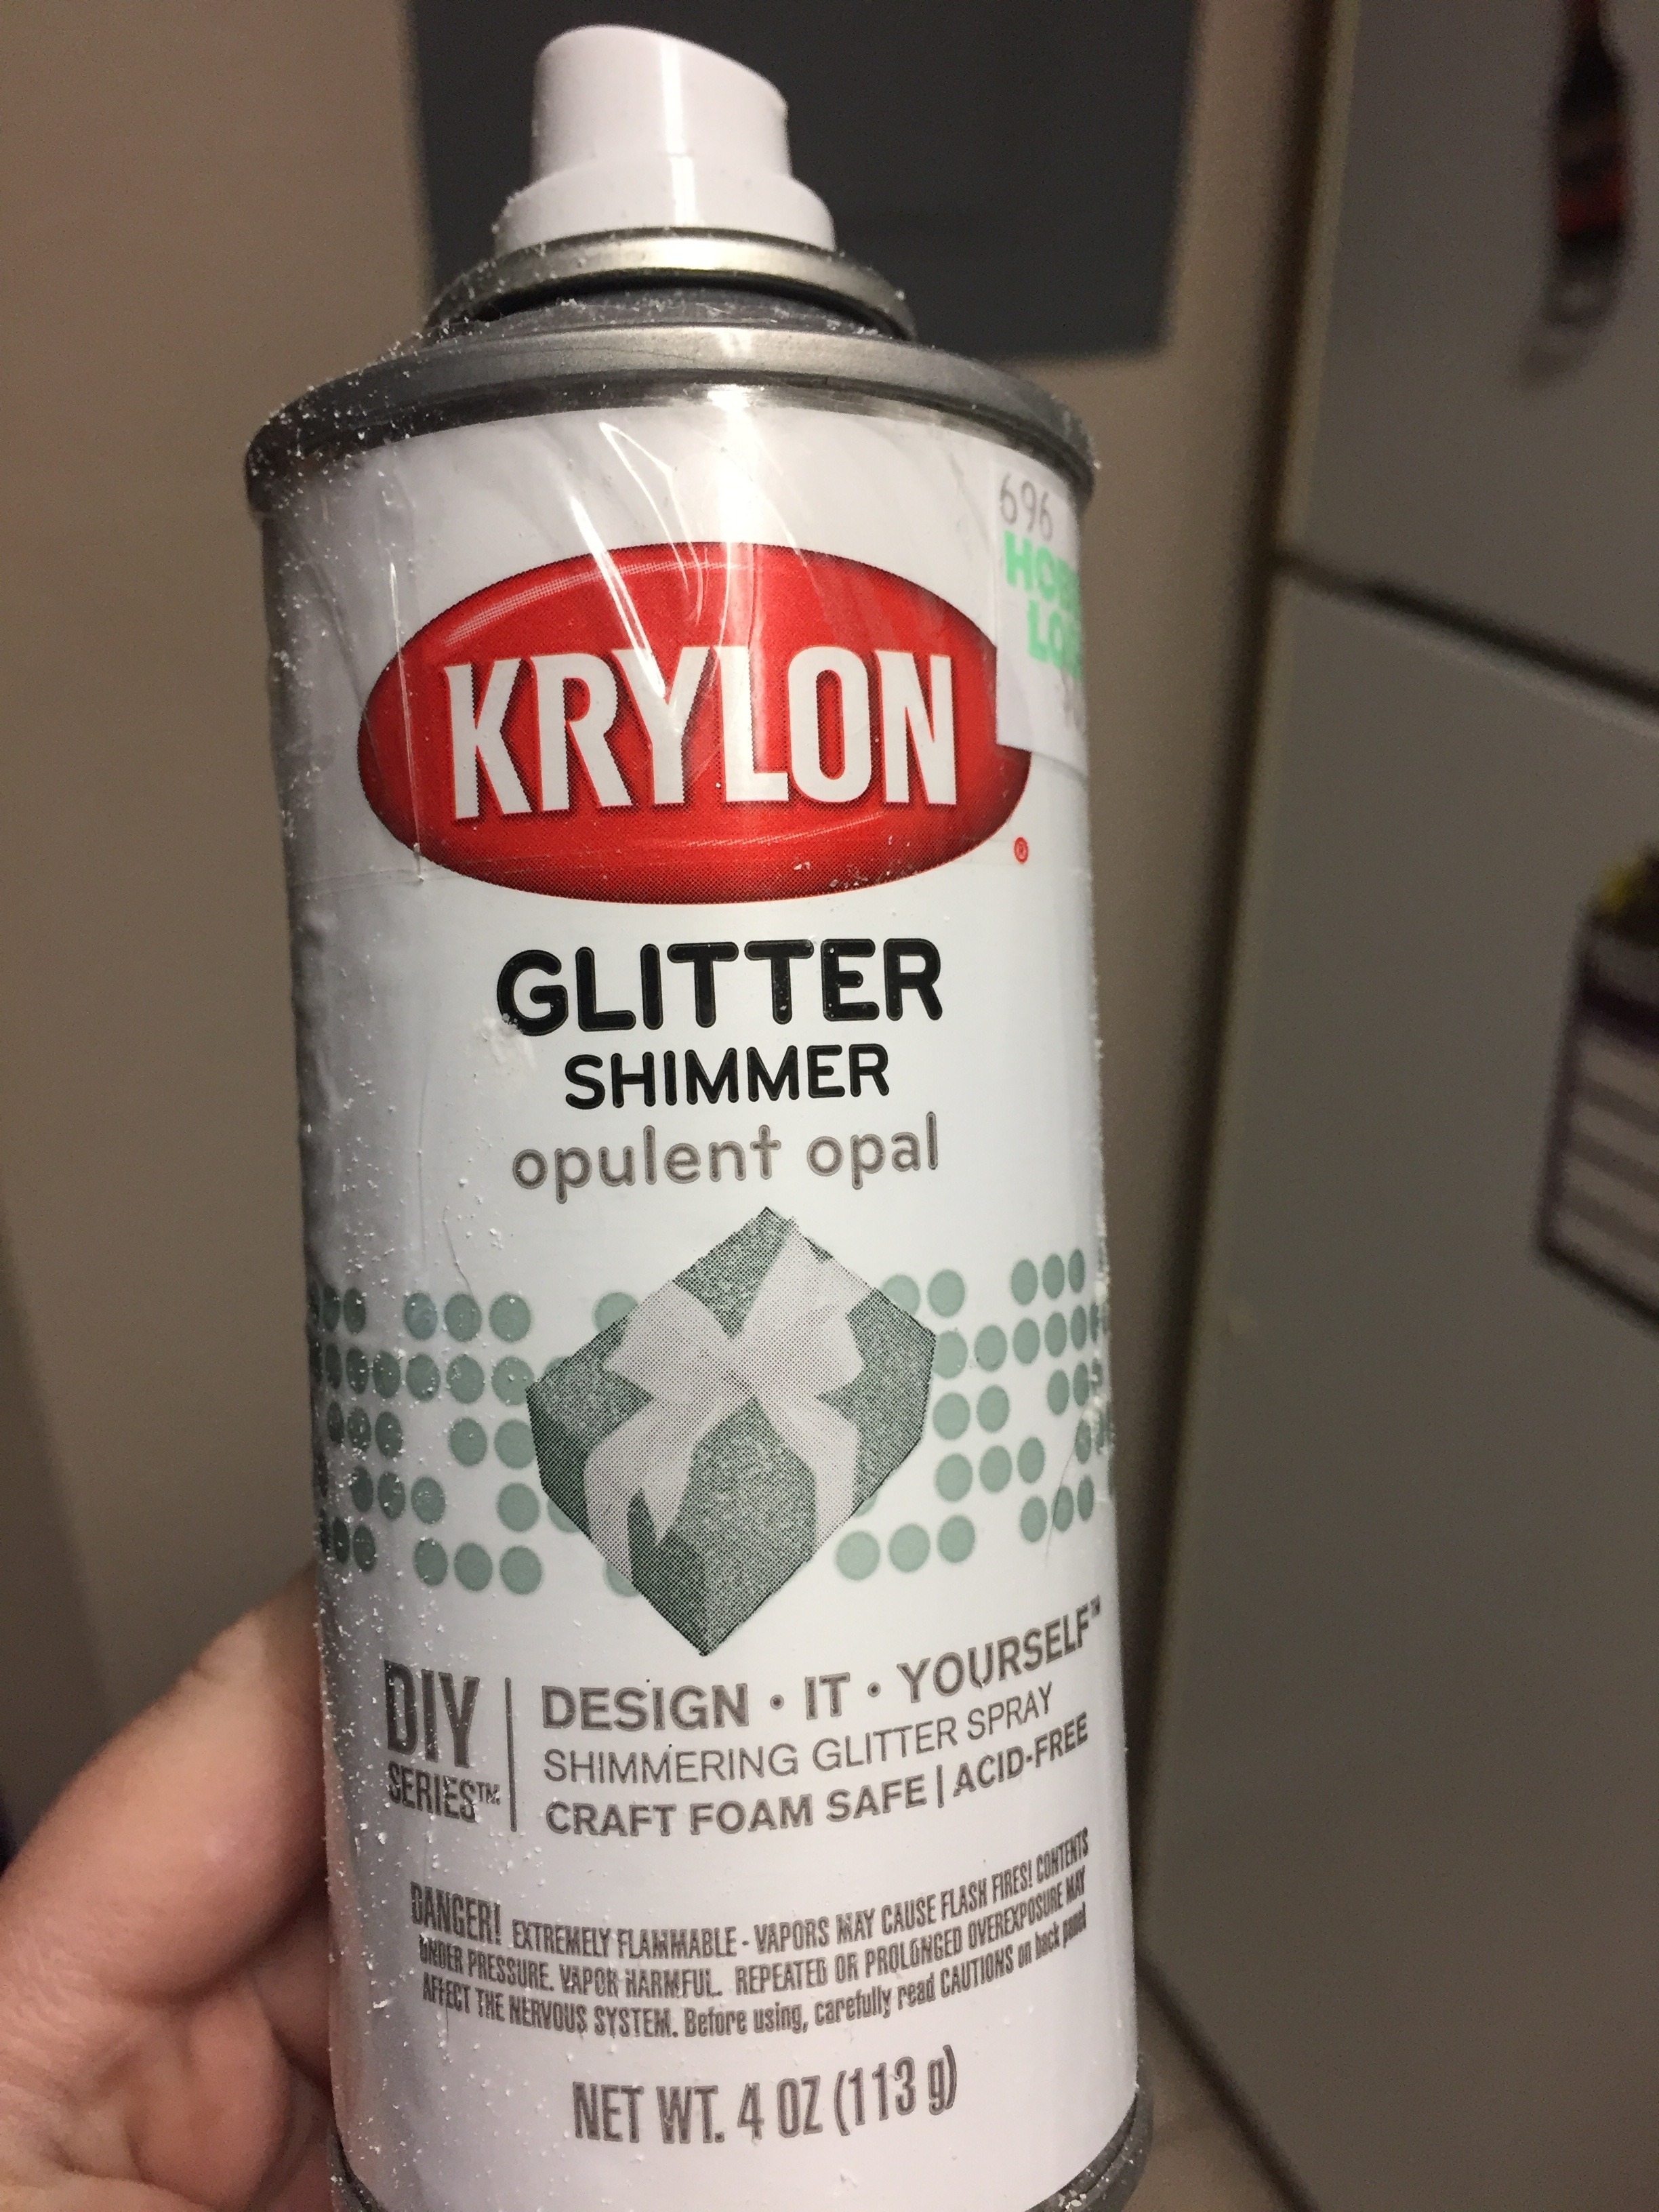 696
KRYLON
®
GLITTER
SHIMMER
opulent opal
DIY
SERIES™
DESIGN • IT • YOURSELF™
SHIMMERING GLITTER SPRAY
CRAFT FOAM SAFE | ACID-FREE
DANGER! EXTREMELY FLAMMABLE - VAPORS MAY CAUSE FLASH FIRES! CONTENTS
UNDER PRESSURE. VAPOR HARMFUL. REPEATED OR PROLONGED OVEREXPOSURE MAY
AFFECT THE NERVOUS SYSTEM. Before using, carefully read CAUTIONS on back panel
NET WT. 4 OZ (113 g)